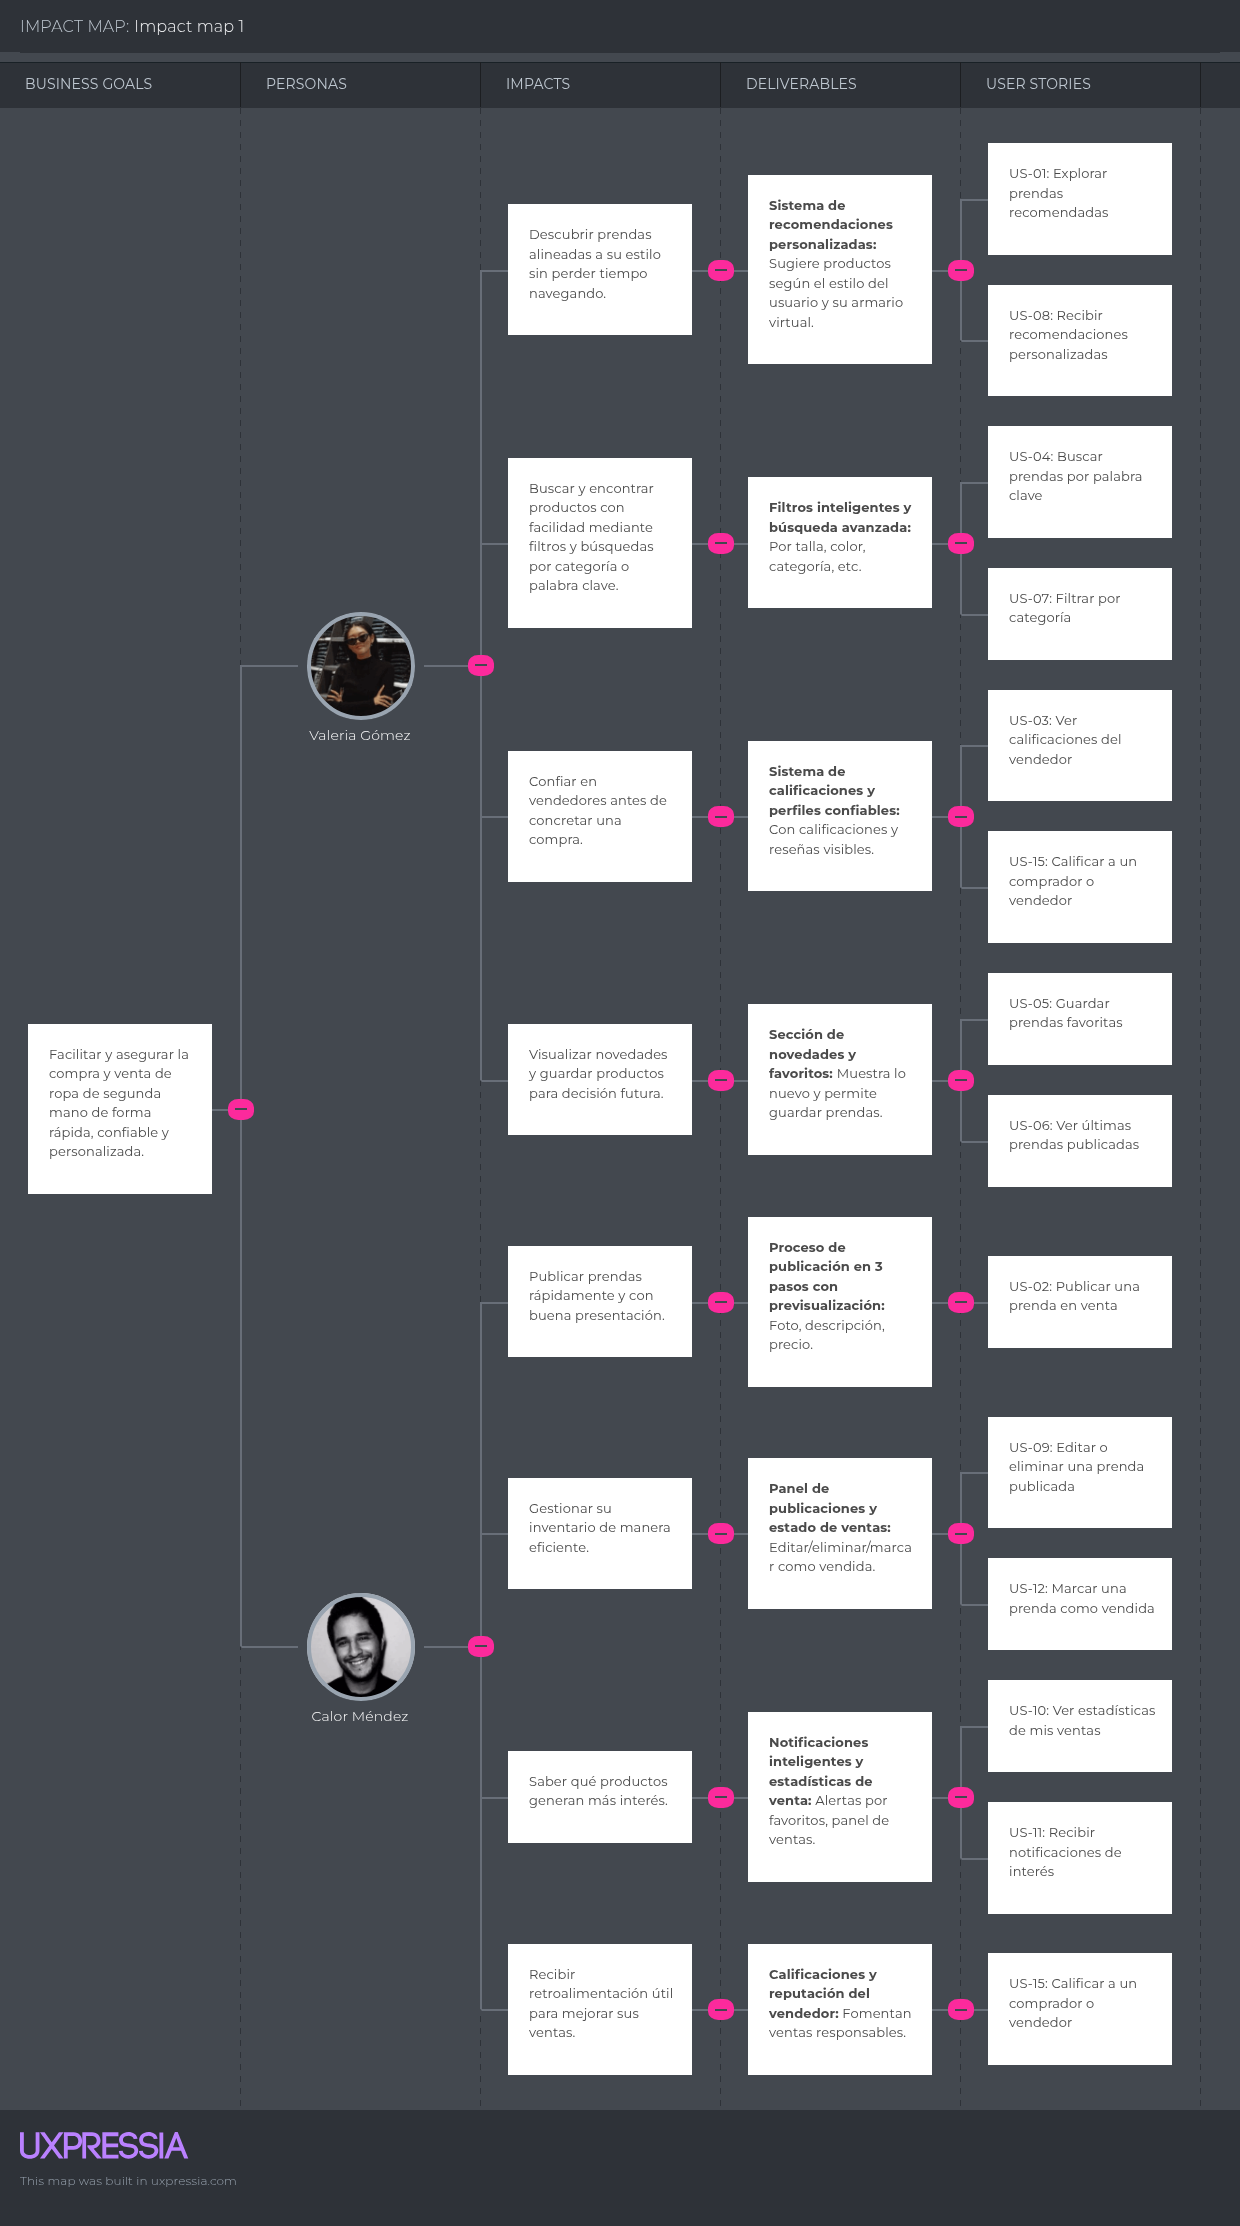 IMPACT MAP: Impact map 1
BUSINESS GOALS
PERSONAS
IMPACTS
DELIVERABLES
USER STORIES
Facilitar y asegurar la
compra y venta de
ropa de segunda
mano de forma
rápida, confiable y
personalizada.
Valeria Gómez
Descubrir prendas
alineadas a su estilo
sin perder tiempo
navegando.
Sistema de
recomendaciones
personalizadas:
Sugiere productos
según el estilo del
usuario y su armario
virtual.
US-01: Explorar
prendas
recomendadas
US-08: Recibir
recomendaciones
personalizadas
Buscar y encontrar
productos con
facilidad mediante
filtros y búsquedas
por categoría o
palabra clave.
Filtros inteligentes y
búsqueda avanzada:
Por talla, color,
categoría, etc.
US-04: Buscar
prendas por palabra
clave
US-07: Filtrar por
categoría
Confiar en
vendedores antes de
concretar una
compra.
Sistema de
calificaciones y
perfiles confiables:
Con calificaciones y
reseñas visibles.
US-03: Ver
calificaciones del
vendedor
US-15: Calificar a un
comprador o
vendedor
Visualizar novedades
y guardar productos
para decisión futura.
Sección de
novedades y
favoritos: Muestra lo
nuevo y permite
guardar prendas.
US-05: Guardar
prendas favoritas
US-06: Ver últimas
prendas publicadas
Calor Méndez
Publicar prendas
rápidamente y con
buena presentación.
Proceso de
publicación en 3
pasos con
previsualización:
Foto, descripción,
precio.
US-02: Publicar una
prenda en venta
Gestionar su
inventario de manera
eficiente.
Panel de
publicaciones y
estado de ventas:
Editar/eliminar/marca
r como vendida.
US-09: Editar o
eliminar una prenda
publicada
US-12: Marcar una
prenda como vendida
Saber qué productos
generan más interés.
Notificaciones
inteligentes y
estadísticas de
venta: Alertas por
favoritos, panel de
ventas.
US-10: Ver estadísticas
de mis ventas
US-11: Recibir
notificaciones de
interés
Recibir
retroalimentación útil
para mejorar sus
ventas.
Calificaciones y
reputación del
vendedor: Fomentan
ventas responsables.
US-15: Calificar a un
comprador o
vendedor
UXPRESSIA
This map was built in uxpressia.com